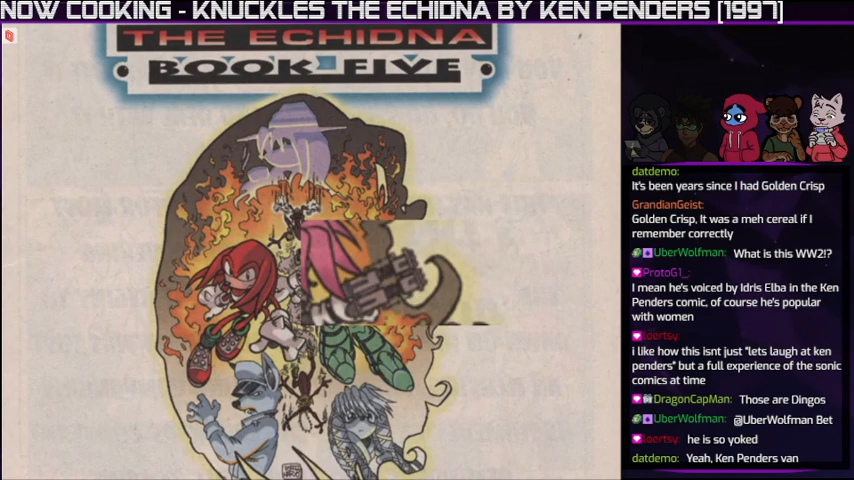 NOW COOKING - KNUCKLES THE ECHIDNA BY KEN PENDERS [1997]
THE ECHIDNA
BOOK FIVE
datdemo:
It's been years since I had Golden Crisp
GrandianGeist:
Golden Crisp, It was a meh cereal if I
remember correctly
UberWolfman: What is this WW2!?
ProtoG1_:
I mean he's voiced by Idris Elba in the Ken
Penders comic, of course he's popular
with women
loertsy:
i like how this isnt just "lets laugh at ken
penders" but a full experience of the sonic
comics at time
DragonCapMan: Those are Dingos
UberWolfman: @UberWolfman Bet
loertsy: he is so yoked
datdemo: Yeah, Ken Penders van